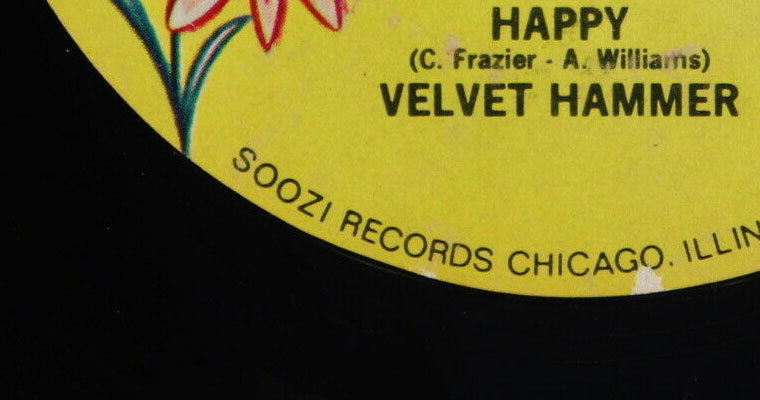 HAPPY
(C. Frazier - A. Williams)
VELVET HAMMER
SOOZI RECORDS CHICAGO. ILLIN